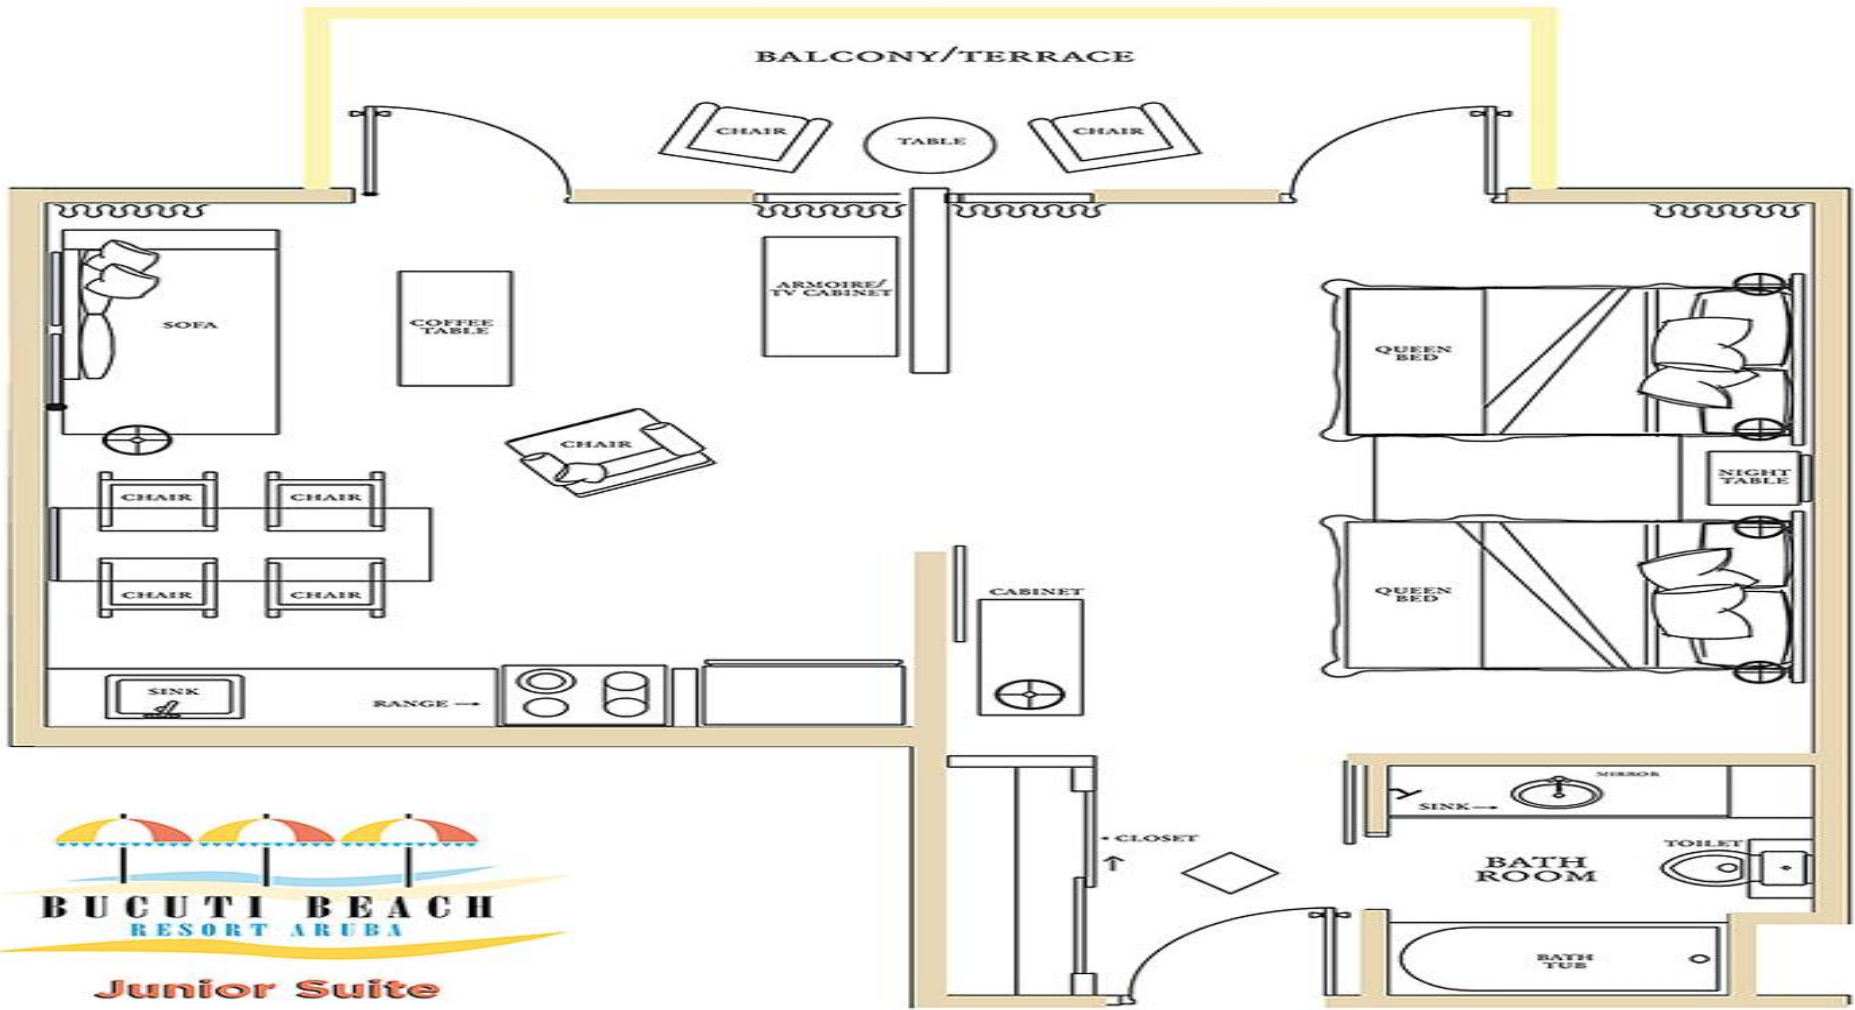 BALCONY/TERRACE
CHAIR
TABLE
CHAIR
ARMOIRE/
TV CABINET
SOFA
COFFEE
TABLE
QUEEN
BED
CHAIR
NIGHT
TABLE
CHAIR
CHAIR
CHAIR
CHAIR
CABINET
QUEEN
BED
SINK
RANGE
MIRROR
SINK
CLOSET
TOILET
BATH
ROOM
BATH
TUB
BUCUTI BEACH
RESORT ARUBA
Junior Suite